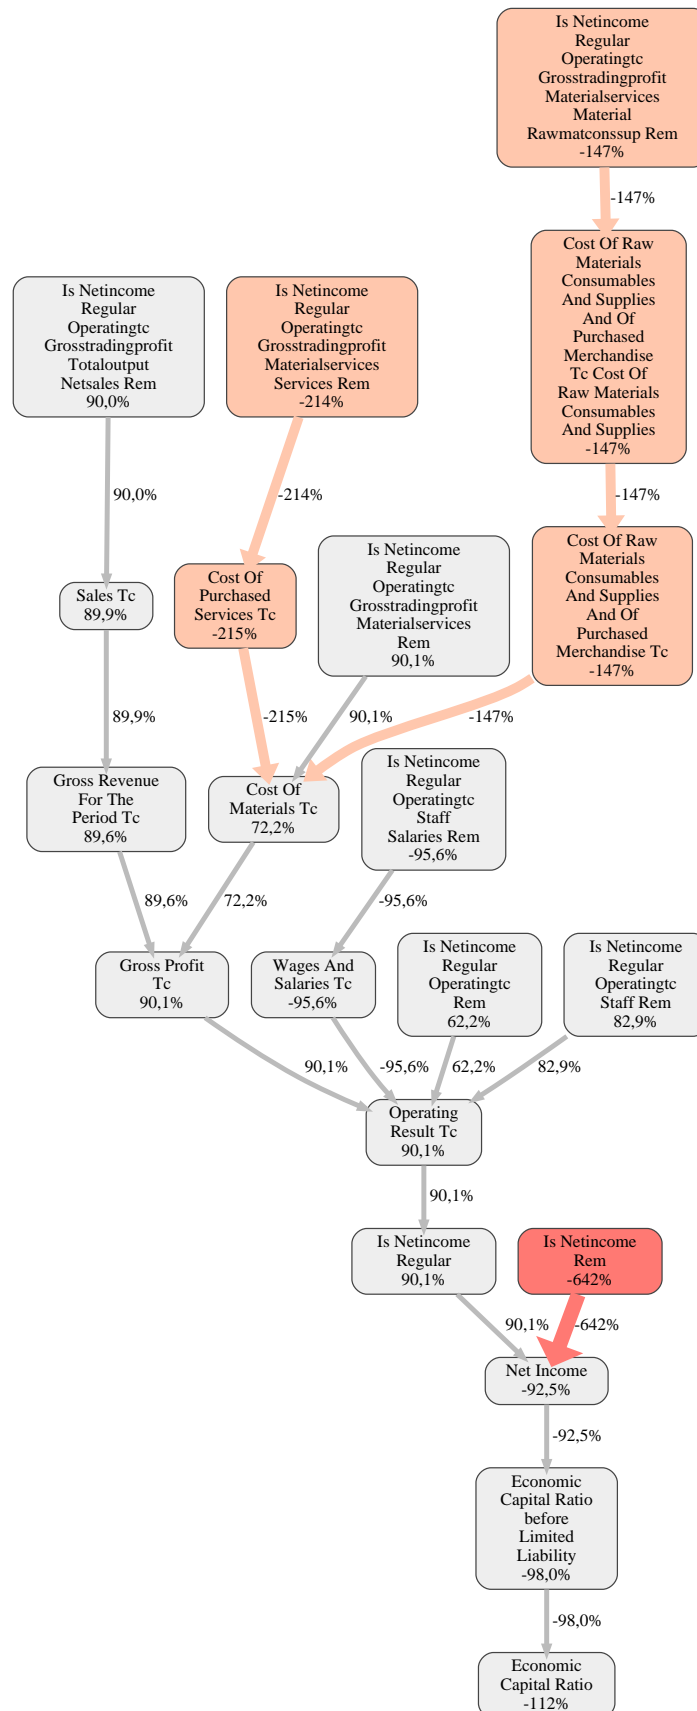 Is Netincome
Regular
Operatingtc
Grosstradingprofit
Materialservices
Material
Rawmatconssup Rem
-147%
-147%
Cost Of Raw
Materials
Consumables
And Supplies
And Of
Purchased
Merchandise
Tc Cost Of
Raw Materials
Consumables
And Supplies
-147%
Is Netincome
Regular
Operatingtc
Grosstradingprofit
Totaloutput
Netsales Rem
90,0%
Is Netincome
Regular
Operatingtc
Grosstradingprofit
Materialservices
Services Rem
-214%
90,0%
-214%
-147%
Sales Tc
89,9%
Cost Of
Purchased
Services Tc
-215%
Is Netincome
Regular
Operatingtc
Grosstradingprofit
Materialservices
Rem
90,1%
Cost Of Raw
Materials
Consumables
And Supplies
And Of
Purchased
Merchandise Tc
-147%
89,9%
-215%
90,1%
-147%
Gross Revenue
For The
Period Tc
89,6%
Cost Of
Materials Tc
72,2%
Is Netincome
Regular
Operatingtc
Staff
Salaries Rem
-95,6%
89,6%
72,2%
-95,6%
Gross Profit
Tc
90,1%
Wages And
Salaries Tc
-95,6%
Is Netincome
Regular
Operatingtc
Rem
62,2%
Is Netincome
Regular
Operatingtc
Staff Rem
82,9%
90,1%
-95,6%
62,2%
82,9%
Operating
Result Tc
90,1%
90,1%
Is Netincome
Regular
90,1%
Is Netincome
Rem
-642%
90,1%
-642%
Net Income
-92,5%
-92,5%
Economic
Capital Ratio
before
Limited
Liability
-98,0%
-98,0%
Economic
Capital Ratio
-112%